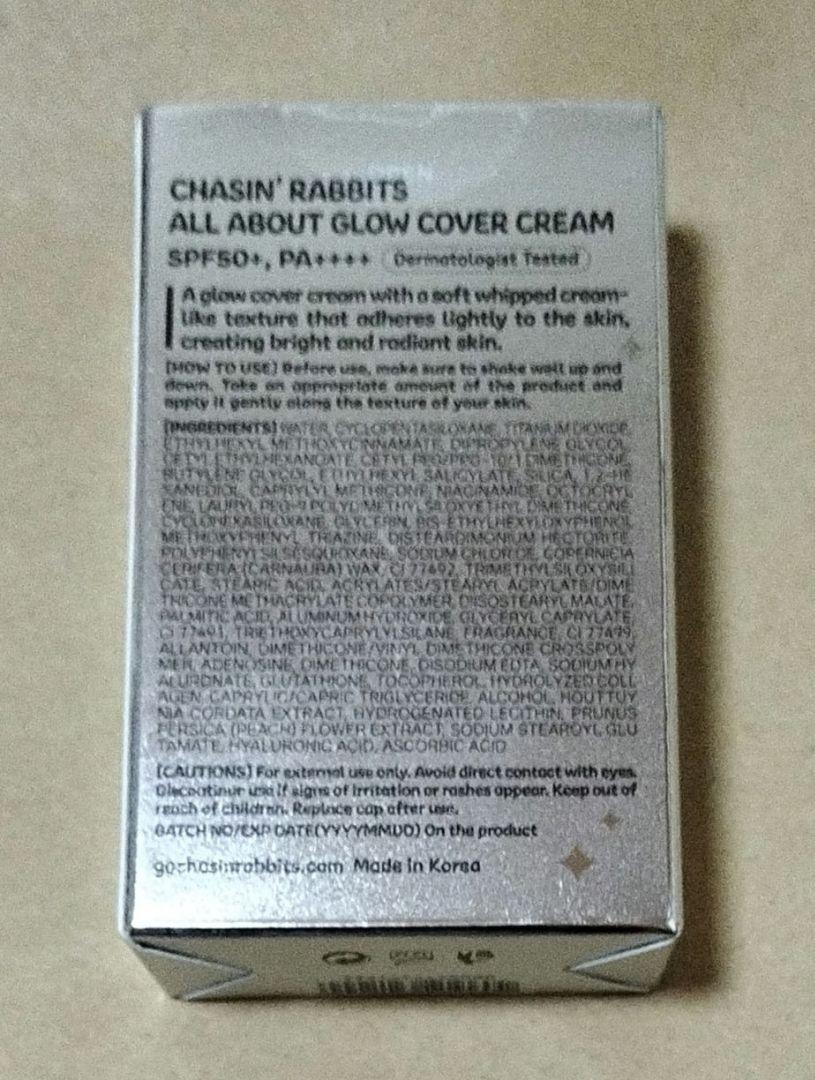 CHASIN' RABBITS
ALL ABOUT GLOW COVER CREAM
SPF50+, PA++++ Dermatologist Tested
A glow cover cream with a soft whipped cream-
like texture that adheres lightly to the skin,
creating bright and radiant skin.
[HOW TO USE] Before use, make sure to shake well up and
down. Take an appropriate amount of the product and
apply it gently along the texture of your skin.
[INGREDIENTS] WATER, CYCLOPENTASILOXANE, TITANIUM DIOXIDE,
ETHYLHEXYL METHOXYCINNAMATE, DIPROPYLENE GLYCOL,
CETYL ETHYLHEXANOATE, CETYL PEG/PPG-10/1 DIMETHICONE,
BUTYLENE GLYCOL, ETHYLHEXYL SALICYLATE, SILICA, 1,2-HE
XANEDIOL, CAPRYLYL METHICONE, NIACINAMIDE, OCTOCRYL
ENE, LAURYL PEG-9 POLYDIMETHYLSILOXYETHYL DIMETHICONE,
CYCLOHEXASILOXANE, GLYCERIN, BIS-ETHYLHEXYLOXYPHENOL
METHOXYPHENYL TRIAZINE, DISTEARDIMONIUM HECTORITE,
POLYPHENYLSILSESQUIOXANE, SODIUM CHLORIDE, COPERNICIA
CERIFERA (CARNAUBA) WAX, CI 77492, TRIMETHYLSILOXYSILI
CATE, STEARIC ACID, ACRYLATES/STEARYL ACRYLATE/DIME
THICONE METHACRYLATE COPOLYMER, DIISOSTEARYL MALATE,
PALMITIC ACID, ALUMINUM HYDROXIDE, GLYCERYL CAPRYLATE,
CI 77491, TRIETHOXYCAPRYLYLSILANE, FRAGRANCE, CI 77499,
ALLANTOIN, DIMETHICONE/VINYL DIMETHICONE CROSSPOLY
MER, ADENOSINE, DIMETHICONE, DISODIUM EDTA, SODIUM HY
ALURONATE, GLUTATHIONE, TOCOPHEROL, HYDROLYZED COLL
AGEN, CAPRYLIC/CAPRIC TRIGLYCERIDE, ALCOHOL, HOUTTUY
NIA CORDATA EXTRACT, HYDROGENATED LECITHIN, PRUNUS
PERSICA (PEACH) FLOWER EXTRACT, SODIUM STEAROYL GLU
TAMATE, HYALURONIC ACID, ASCORBIC ACID
[CAUTIONS] For external use only. Avoid direct contact with eyes.
Discontinue use if signs of irritation or rashes appear. Keep out of
reach of children. Replace cap after use.
BATCH NO/EXP DATE(YYYYMMDD) On the product
gochasinrabbits.com Made in Korea